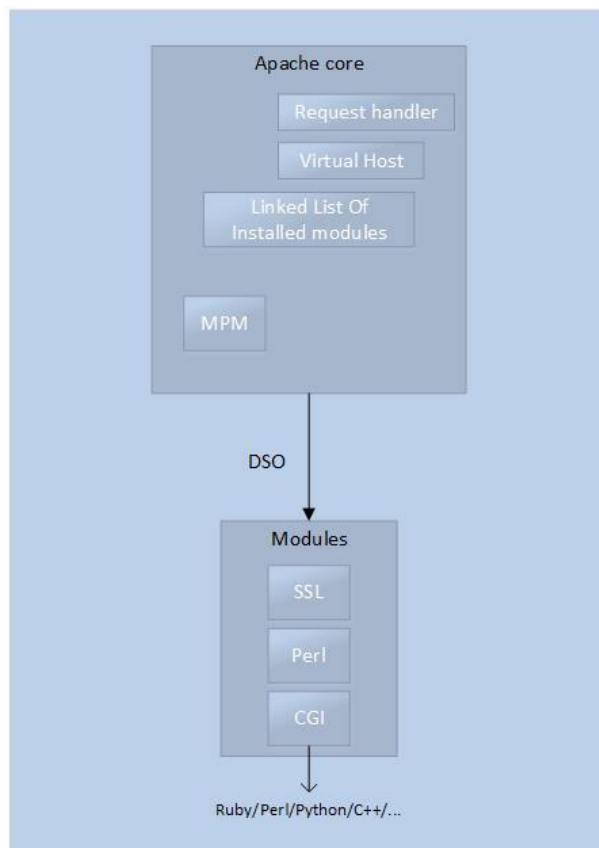 Apache core
Request handler
Virtual Host
Linked List Of
Installed modules
MPM
DSO
Modules
SSL
Perl
CGI
Ruby/Perl/Python/C++/...